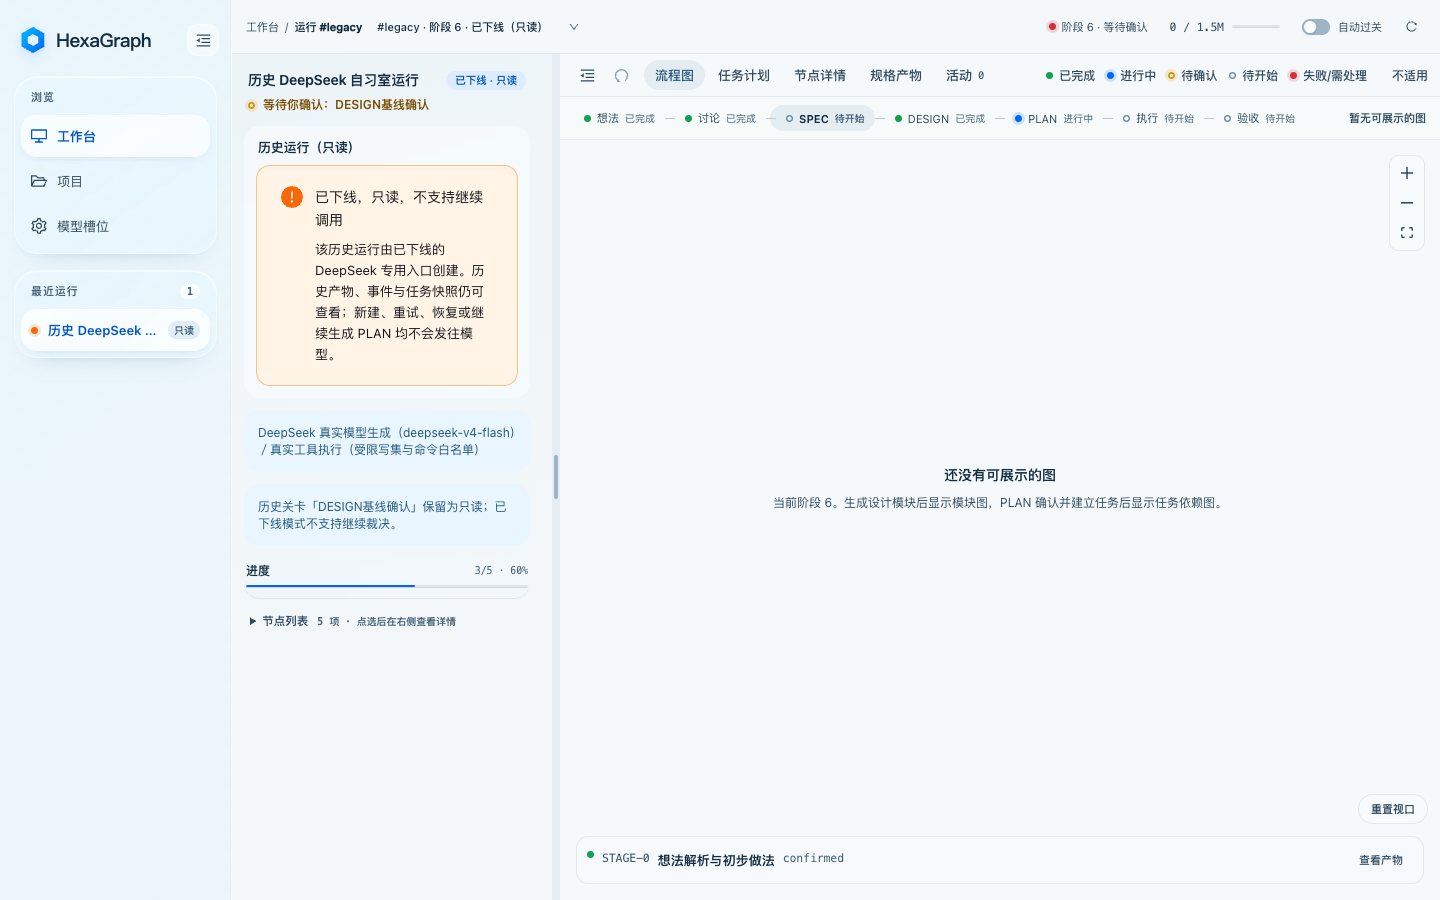 HexaGraph
浏览
工作台
项目
模型槽位
最近运行 1
历史 DeepSeek ... 只读
工作台 / 运行 #legacy #legacy · 阶段 6 · 已下线（只读）
阶段 6 · 等待确认 0 / 1.5M 自动过关
历史 DeepSeek 自习室运行 已下线 · 只读
等待你确认：DESIGN基线确认
历史运行（只读）
!
已下线，只读，不支持继续
调用
该历史运行由已下线的
DeepSeek 专用入口创建。历
史产物、事件与任务快照仍可
查看；新建、重试、恢复或继
续生成 PLAN 均不会发往模
型。
DeepSeek 真实模型生成（deepseek-v4-flash）
/ 真实工具执行（受限写集与命令白名单）
历史关卡「DESIGN基线确认」保留为只读；已
下线模式不支持继续裁决。
进度 3/5 · 60%
节点列表 5 项 · 点选后在右侧查看详情
流程图 任务计划 节点详情 规格产物 活动 0
已完成 进行中 待确认 待开始 失败/需处理 不适用
想法 已完成 — 讨论 已完成 — SPEC 待开始 — DESIGN 已完成 — PLAN 进行中 — 执行 待开始 — 验收 待开始
暂无可展示的图
还没有可展示的图
当前阶段 6。生成设计模块后显示模块图，PLAN 确认并建立任务后显示任务依赖图。
重置视口
STAGE-0 想法解析与初步做法 confirmed 查看产物